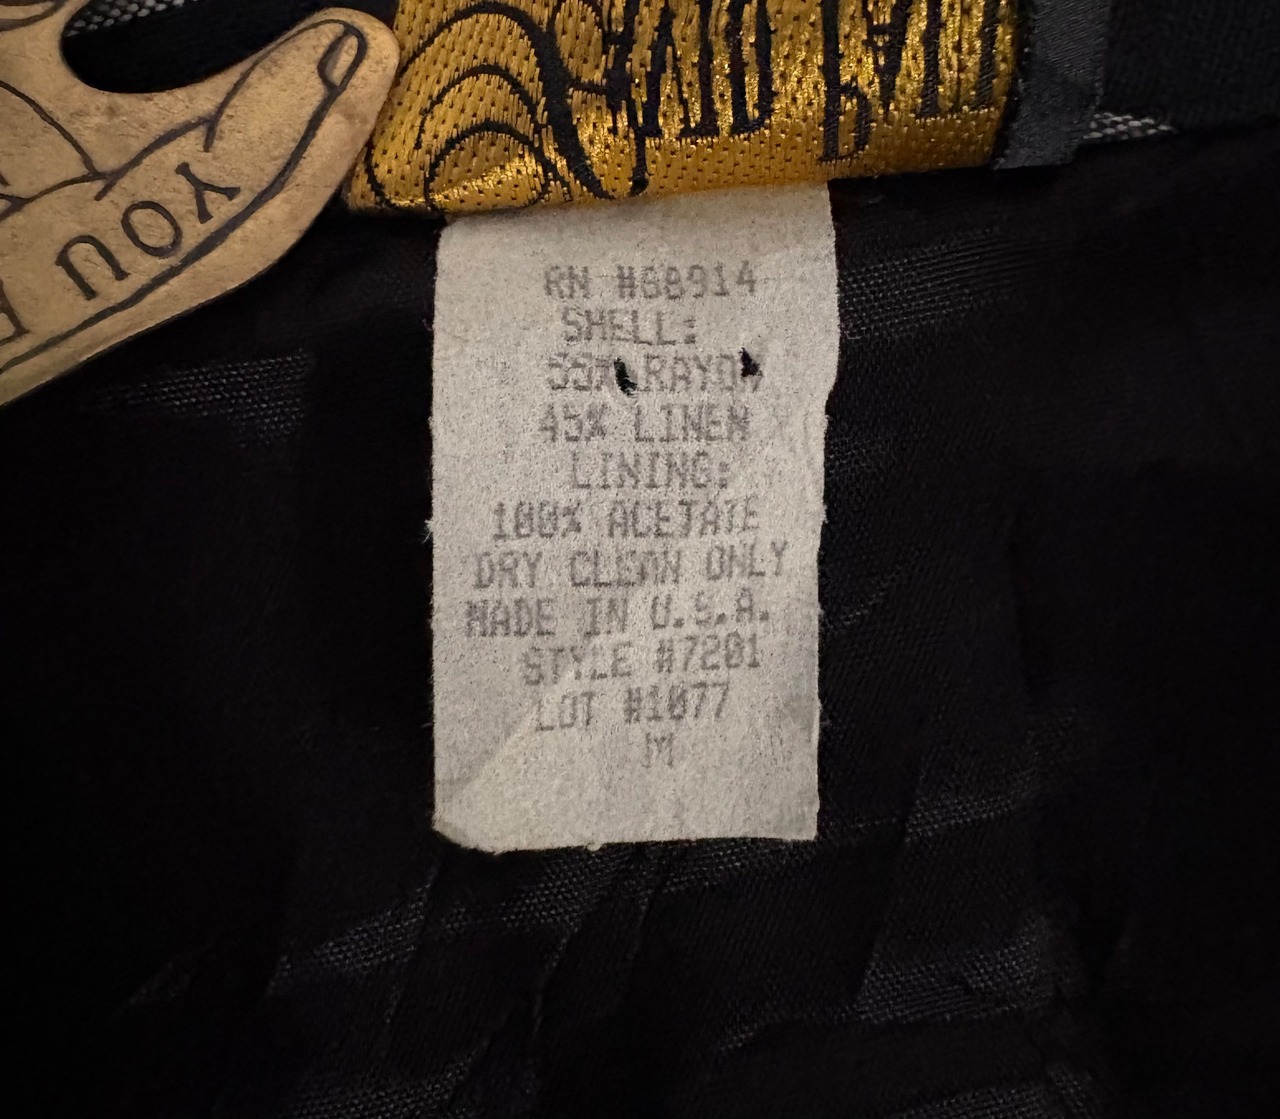 YOU
RN #68914
SHELL:
55% RAYON
45% LINEN
LINING:
100% ACETATE
DRY CLEAN ONLY
MADE IN U.S.A.
STYLE #7201
LOT #1077
M